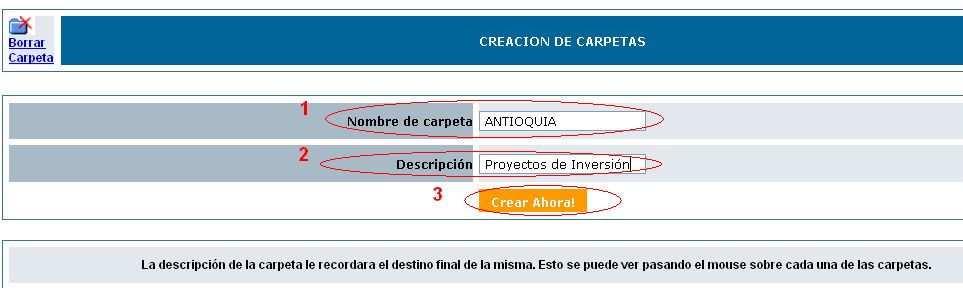 Borrar
Carpeta
CREACION DE CARPETAS
1
Nombre de carpeta ANTIOQUIA
2
Descripción Proyectos de Inversión
3
Crear Ahora!
La descripción de la carpeta le recordara el destino final de la misma. Esto se puede ver pasando el mouse sobre cada una de las carpetas.